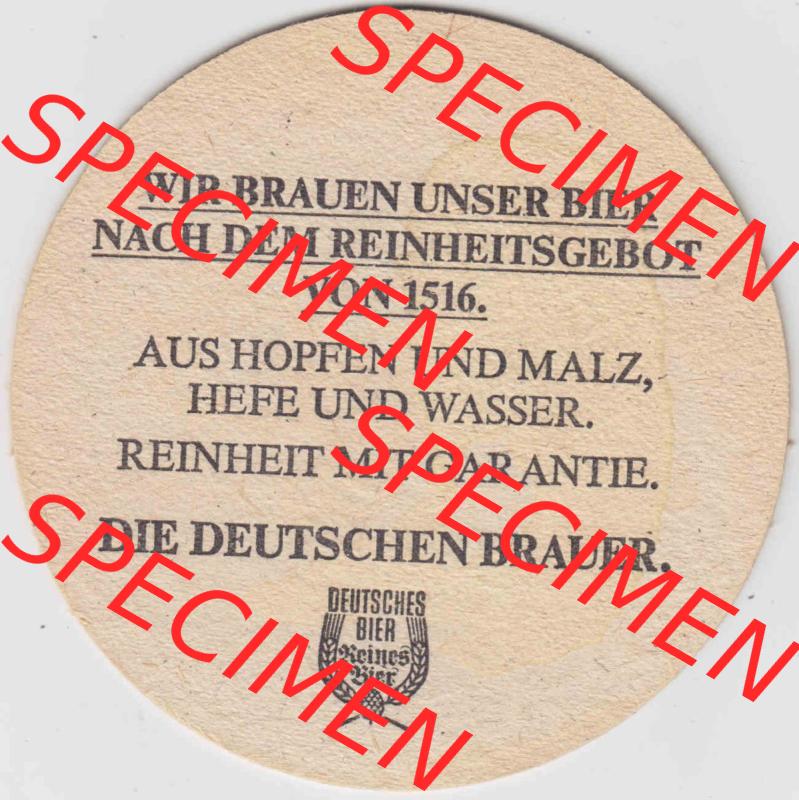 WIR BRAUEN UNSER BIER
NACH DEM REINHEITSGEBOT
VON 1516.
AUS HOPFEN UND MALZ,
HEFE UND WASSER.
REINHEIT MIT GARANTIE.
DIE DEUTSCHEN BRAUER.
DEUTSCHES
BIER
Reines
Bier
SPECIMEN
SPECIMEN
SPECIMEN
SPECIMEN